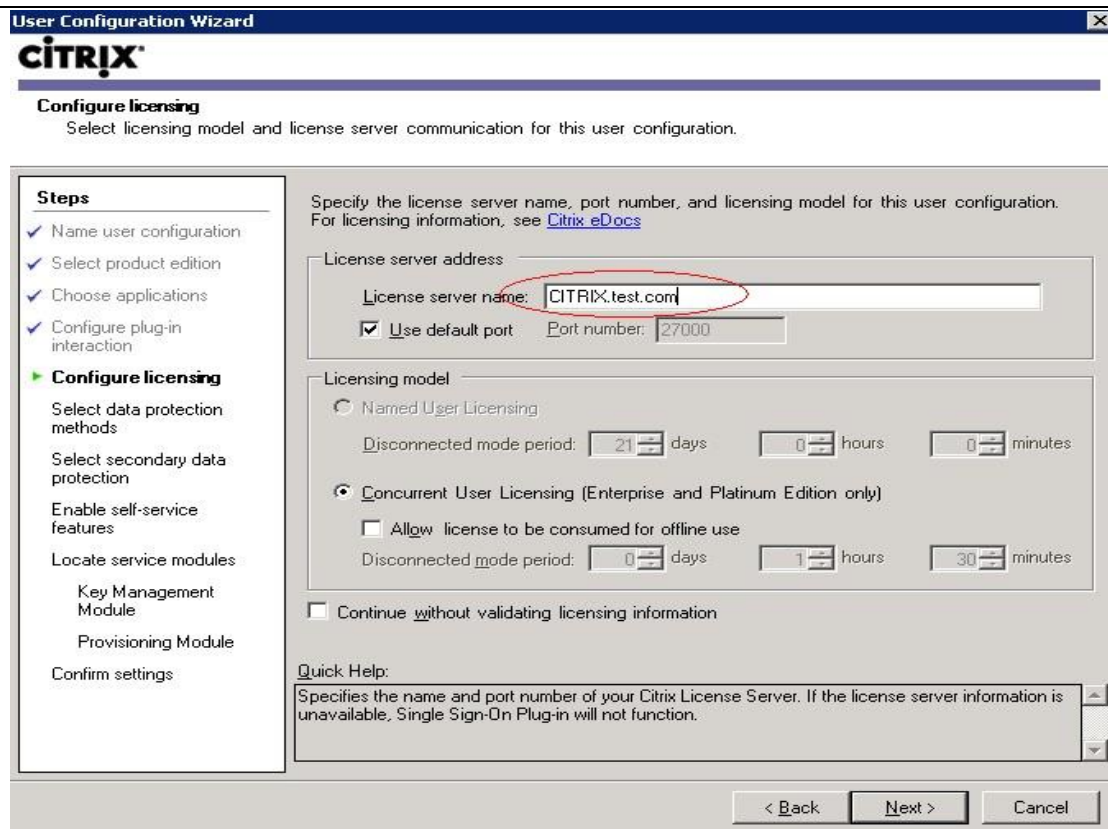 User Configuration Wizard
CITRIX
Configure licensing
Select licensing model and license server communication for this user configuration.
Steps
Name user configuration
Select product edition
Choose applications
Configure plug-in
interaction
Configure licensing
Select data protection
methods
Select secondary data
protection
Enable self-service
features
Locate service modules
Key Management
Module
Provisioning Module
Confirm settings
Specify the license server name, port number, and licensing model for this user configuration.
For licensing information, see Citrix eDocs
License server address
License server name: CITRIX.test.com
Use default port Port number: 27000
Licensing model
Named User Licensing
Disconnected mode period: 21 days 0 hours 0 minutes
Concurrent User Licensing (Enterprise and Platinum Edition only)
Allow license to be consumed for offline use
Disconnected mode period: 0 days 1 hours 30 minutes
Continue without validating licensing information
Quick Help:
Specifies the name and port number of your Citrix License Server. If the license server information is
unavailable, Single Sign-On Plug-in will not function.
< Back Next > Cancel